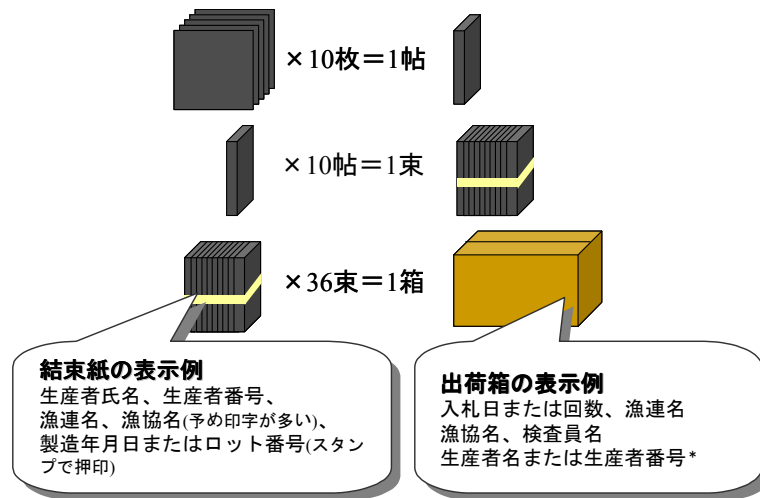 ×10枚＝1帖
×10帖＝1束
×36束＝1箱
結束紙の表示例
生産者氏名、生産者番号、
漁連名、漁協名(予め印字が多い)、
製造年月日またはロット番号(スタン
プで押印)
出荷箱の表示例
入札日または回数、漁連名
漁協名、検査員名
生産者名または生産者番号*